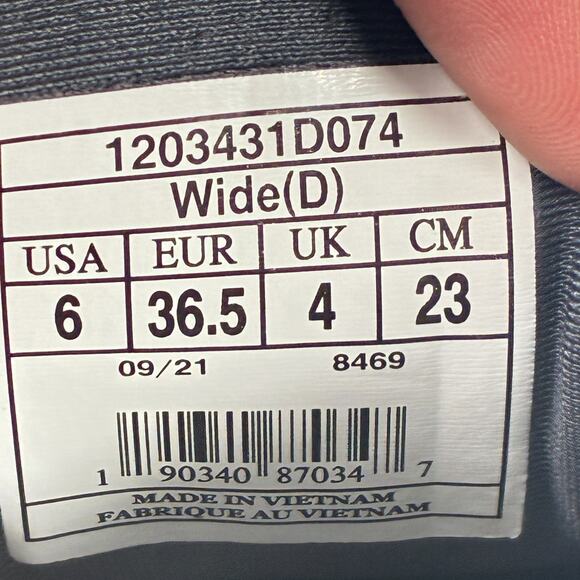 1203431D074
Wide(D)
USA EUR UK CM
6 36.5 4 23
09/21 8469
1 90340 87034 7
MADE IN VIETNAM
FABRIQUE AU VIETNAM